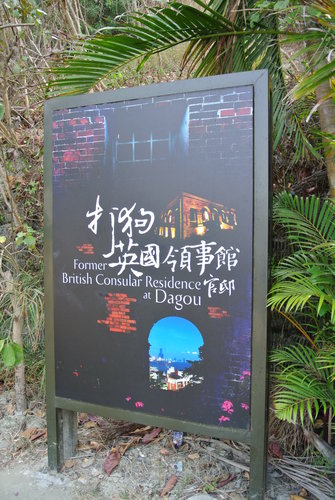 打狗
英國領事館
官邸
Former
British Consular Residence
at Dagou